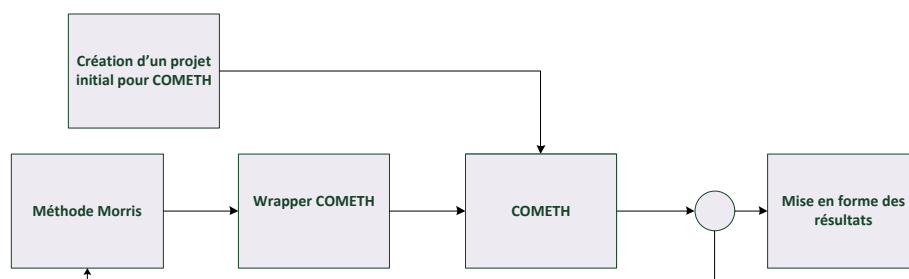 Création d’un projet
initial pour COMETH
Méthode Morris
Wrapper COMETH
COMETH
Mise en forme des
résultats